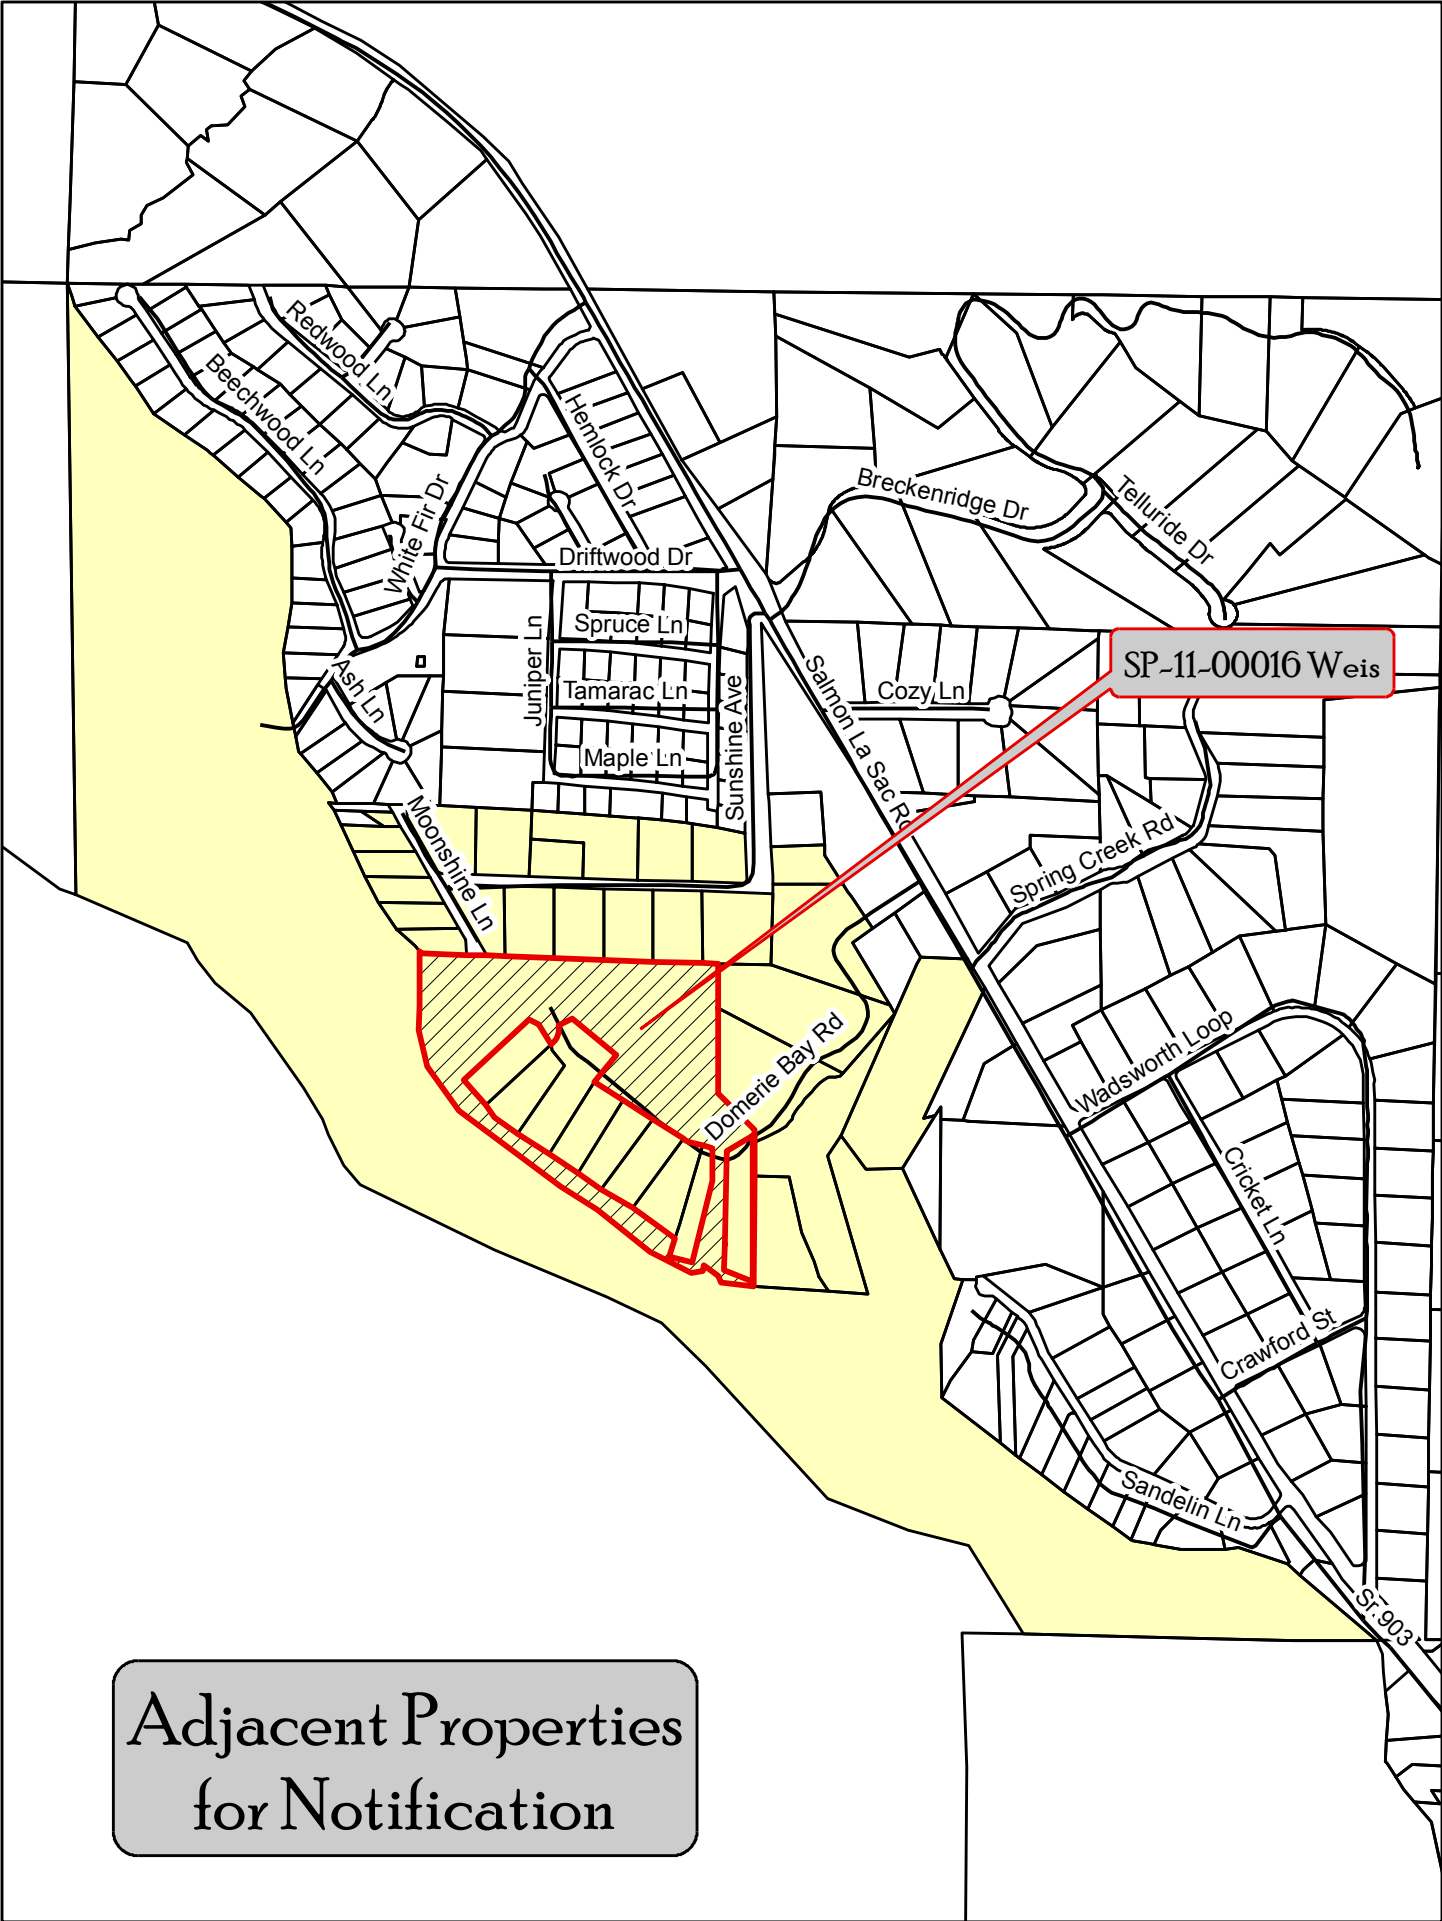 Redwood Ln
Beechwood Ln
Hemlock Dr
White Fir Dr
Breckenridge Dr
Telluride Dr
Driftwood Dr
Spruce Ln
Juniper Ln
Tamarac Ln
Maple Ln
Sunshine Ave
Ash Ln
Salmon La Sac Rd
Cozy Ln
SP-11-00016 Weis
Moonshine Ln
Spring Creek Rd
Domerie Bay Rd
Wadsworth Loop
Cricket Ln
Crawford St
Sandelin Ln
Sr 903
Adjacent Properties
for Notification